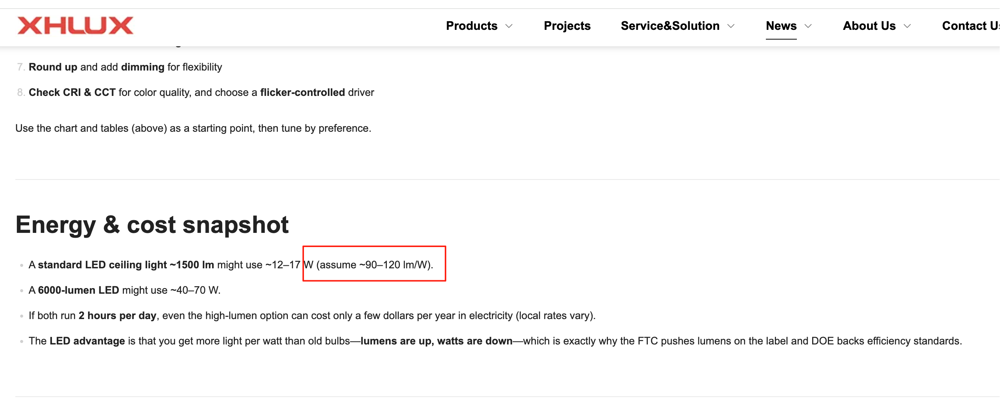 XHLUX
Products Projects Service&Solution News About Us Contact Us
7. Round up and add dimming for flexibility
8. Check CRI & CCT for color quality, and choose a flicker-controlled driver
Use the chart and tables (above) as a starting point, then tune by preference.
Energy & cost snapshot
• A standard LED ceiling light ~1500 lm might use ~12–17 W (assume ~90–120 lm/W).
• A 6000-lumen LED might use ~40–70 W.
• If both run 2 hours per day, even the high-lumen option can cost only a few dollars per year in electricity (local rates vary).
• The LED advantage is that you get more light per watt than old bulbs—lumens are up, watts are down—which is exactly why the FTC pushes lumens on the label and DOE backs efficiency standards.